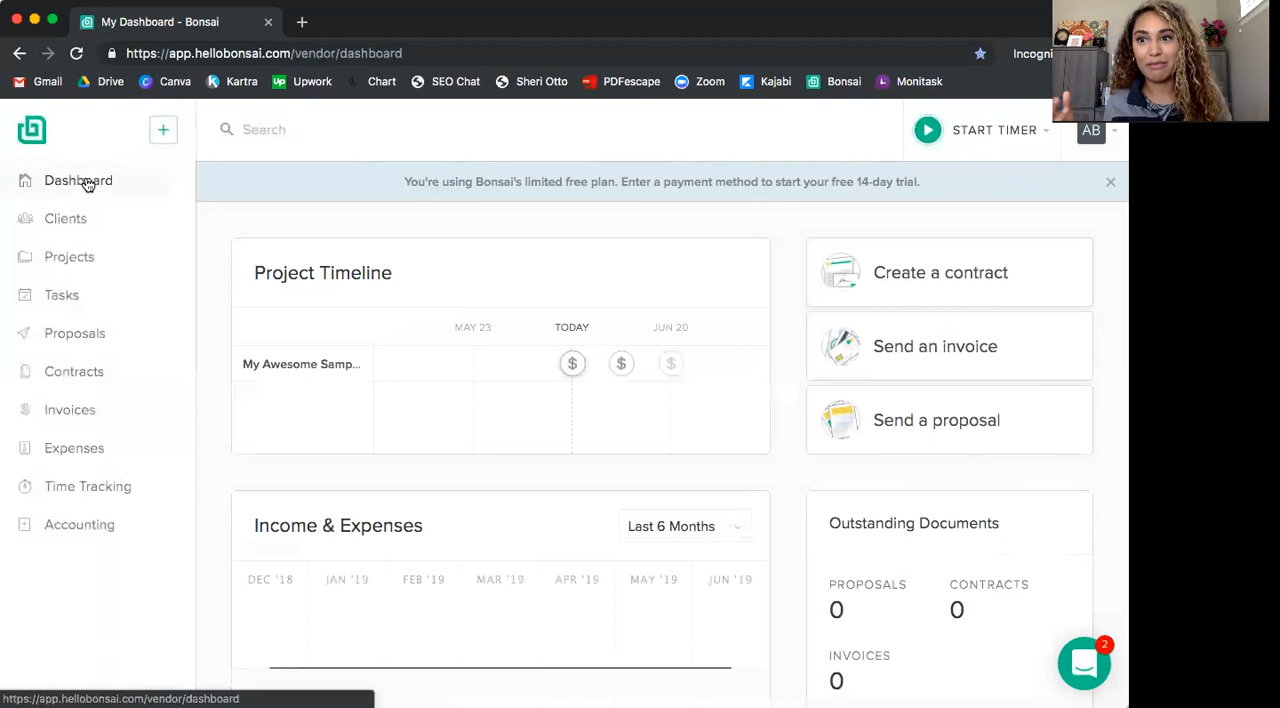 My Dashboard - Bonsai
https://app.hellobonsai.com/vendor/dashboard
Gmail
Drive
Canva
Kartra
Upwork
Chart
SEOStat
Sheri Otto
PDFescape
Zoom
Kajabi
Bonsai
Monitask
Search
START TIMER
AB
Dashboard
Clients
Projects
Tasks
Proposals
Contracts
Invoices
Expenses
Time Tracking
Accounting
You're using Bonsai's limited free plan. Enter a payment method to start your free 14-day trial.
Project Timeline
MAY 23
TODAY
JUN 20
My Awesome Samp...
$ $ $
Create a contract
Send an invoice
Send a proposal
Income & Expenses
Last 6 Months
DEC '18
JAN '19
FEB '19
MAR '19
APR '19
MAY '19
JUN '19
Outstanding Documents
PROPOSALS
0
CONTRACTS
0
INVOICES
0
2
https://app.hellobonsai.com/vendor/dashboard